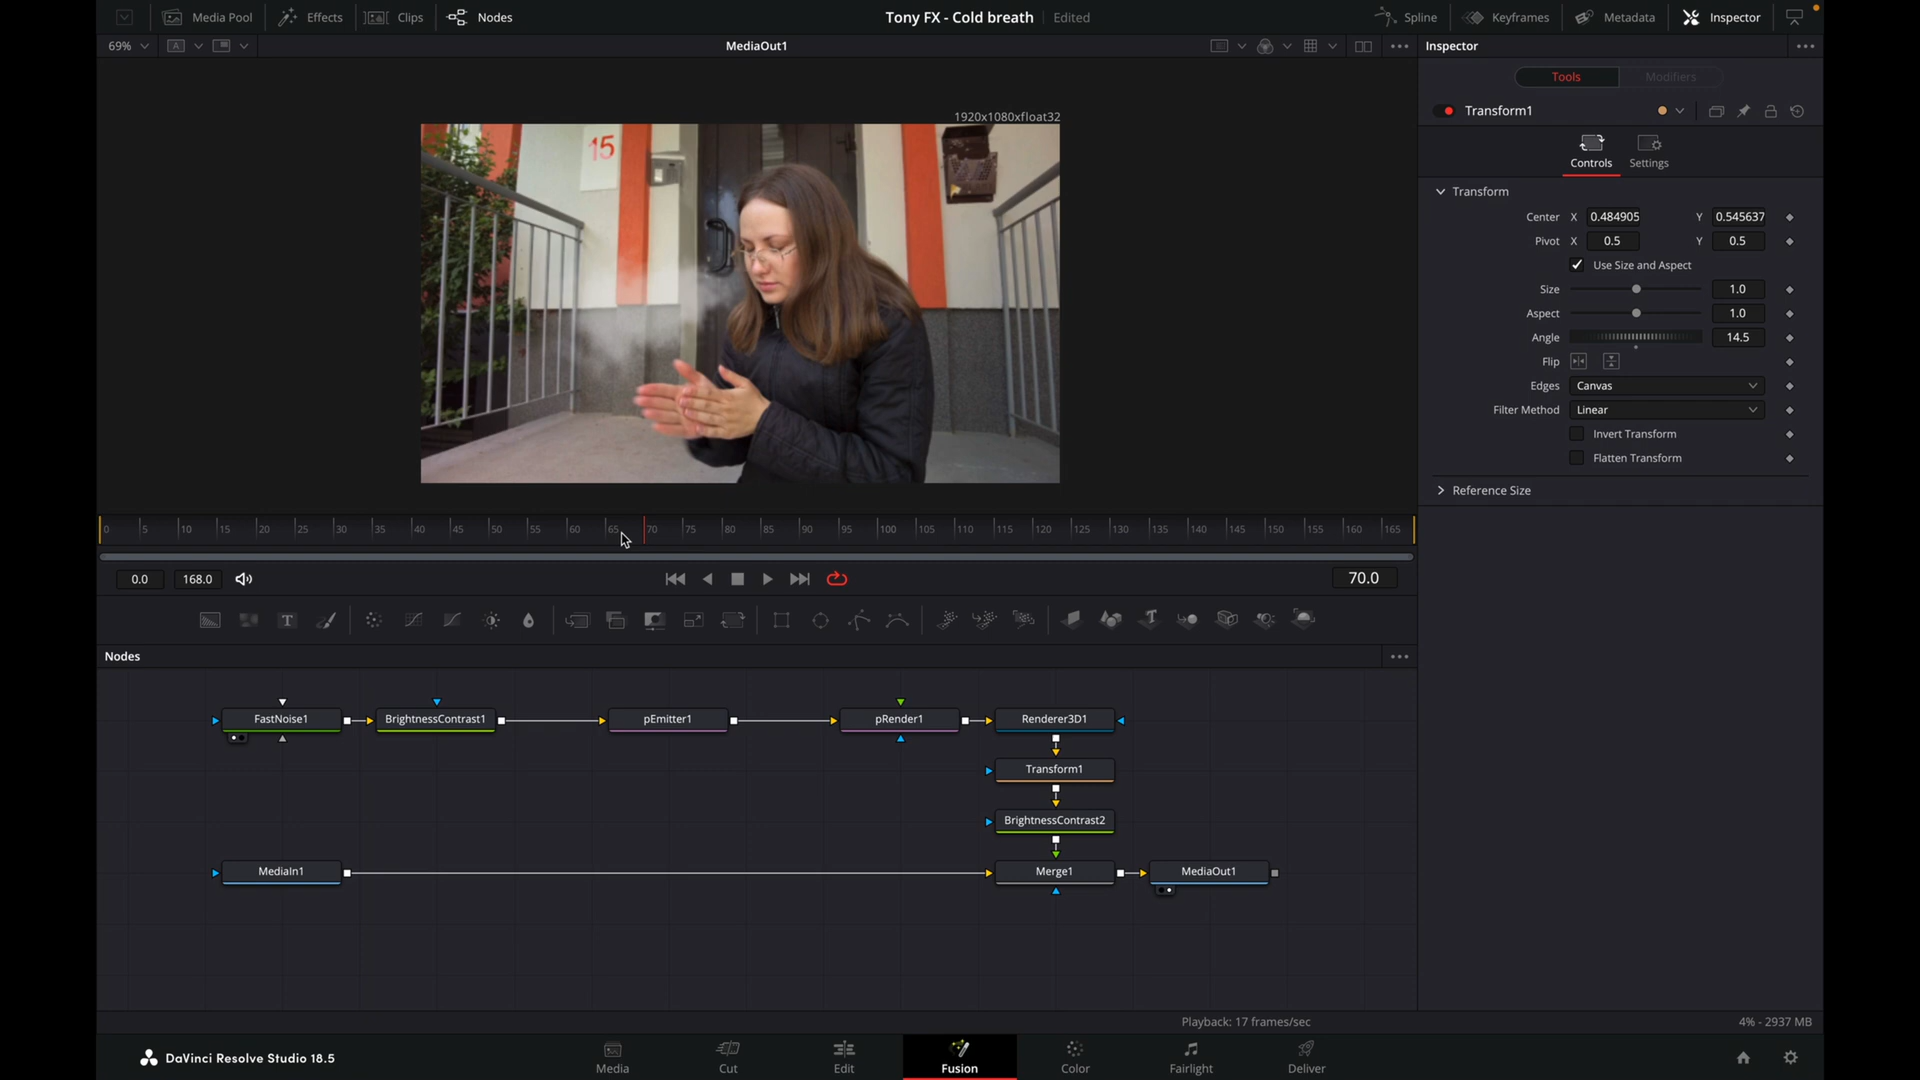 Media Pool
Effects
Clips
Nodes
Tony FX - Cold breath
Edited
Spline
Keyframes
Metadata
Inspector
69%
A
MediaOut1
Inspector
Tools
Modifiers
Transform1
1920x1080xfloat32
15
Controls
Settings
Transform
Center X 0.484905 Y 0.545637
Pivot X 0.5 Y 0.5
Use Size and Aspect
Size 1.0
Aspect 1.0
Angle 14.5
Flip
Edges Canvas
Filter Method Linear
Invert Transform
Flatten Transform
Reference Size
0 5 10 15 20 25 30 35 40 45 50 55 60 65 70 75 80 85 90 95 100 105 110 115 120 125 130 135 140 145 150 155 160 165
0.0
168.0
70.0
T
T
Nodes
FastNoise1
BrightnessContrast1
pEmitter1
pRender1
Renderer3D1
Transform1
BrightnessContrast2
MediaIn1
Merge1
MediaOut1
Playback: 17 frames/sec
4% - 2937 MB
DaVinci Resolve Studio 18.5
Media
Cut
Edit
Fusion
Color
Fairlight
Deliver